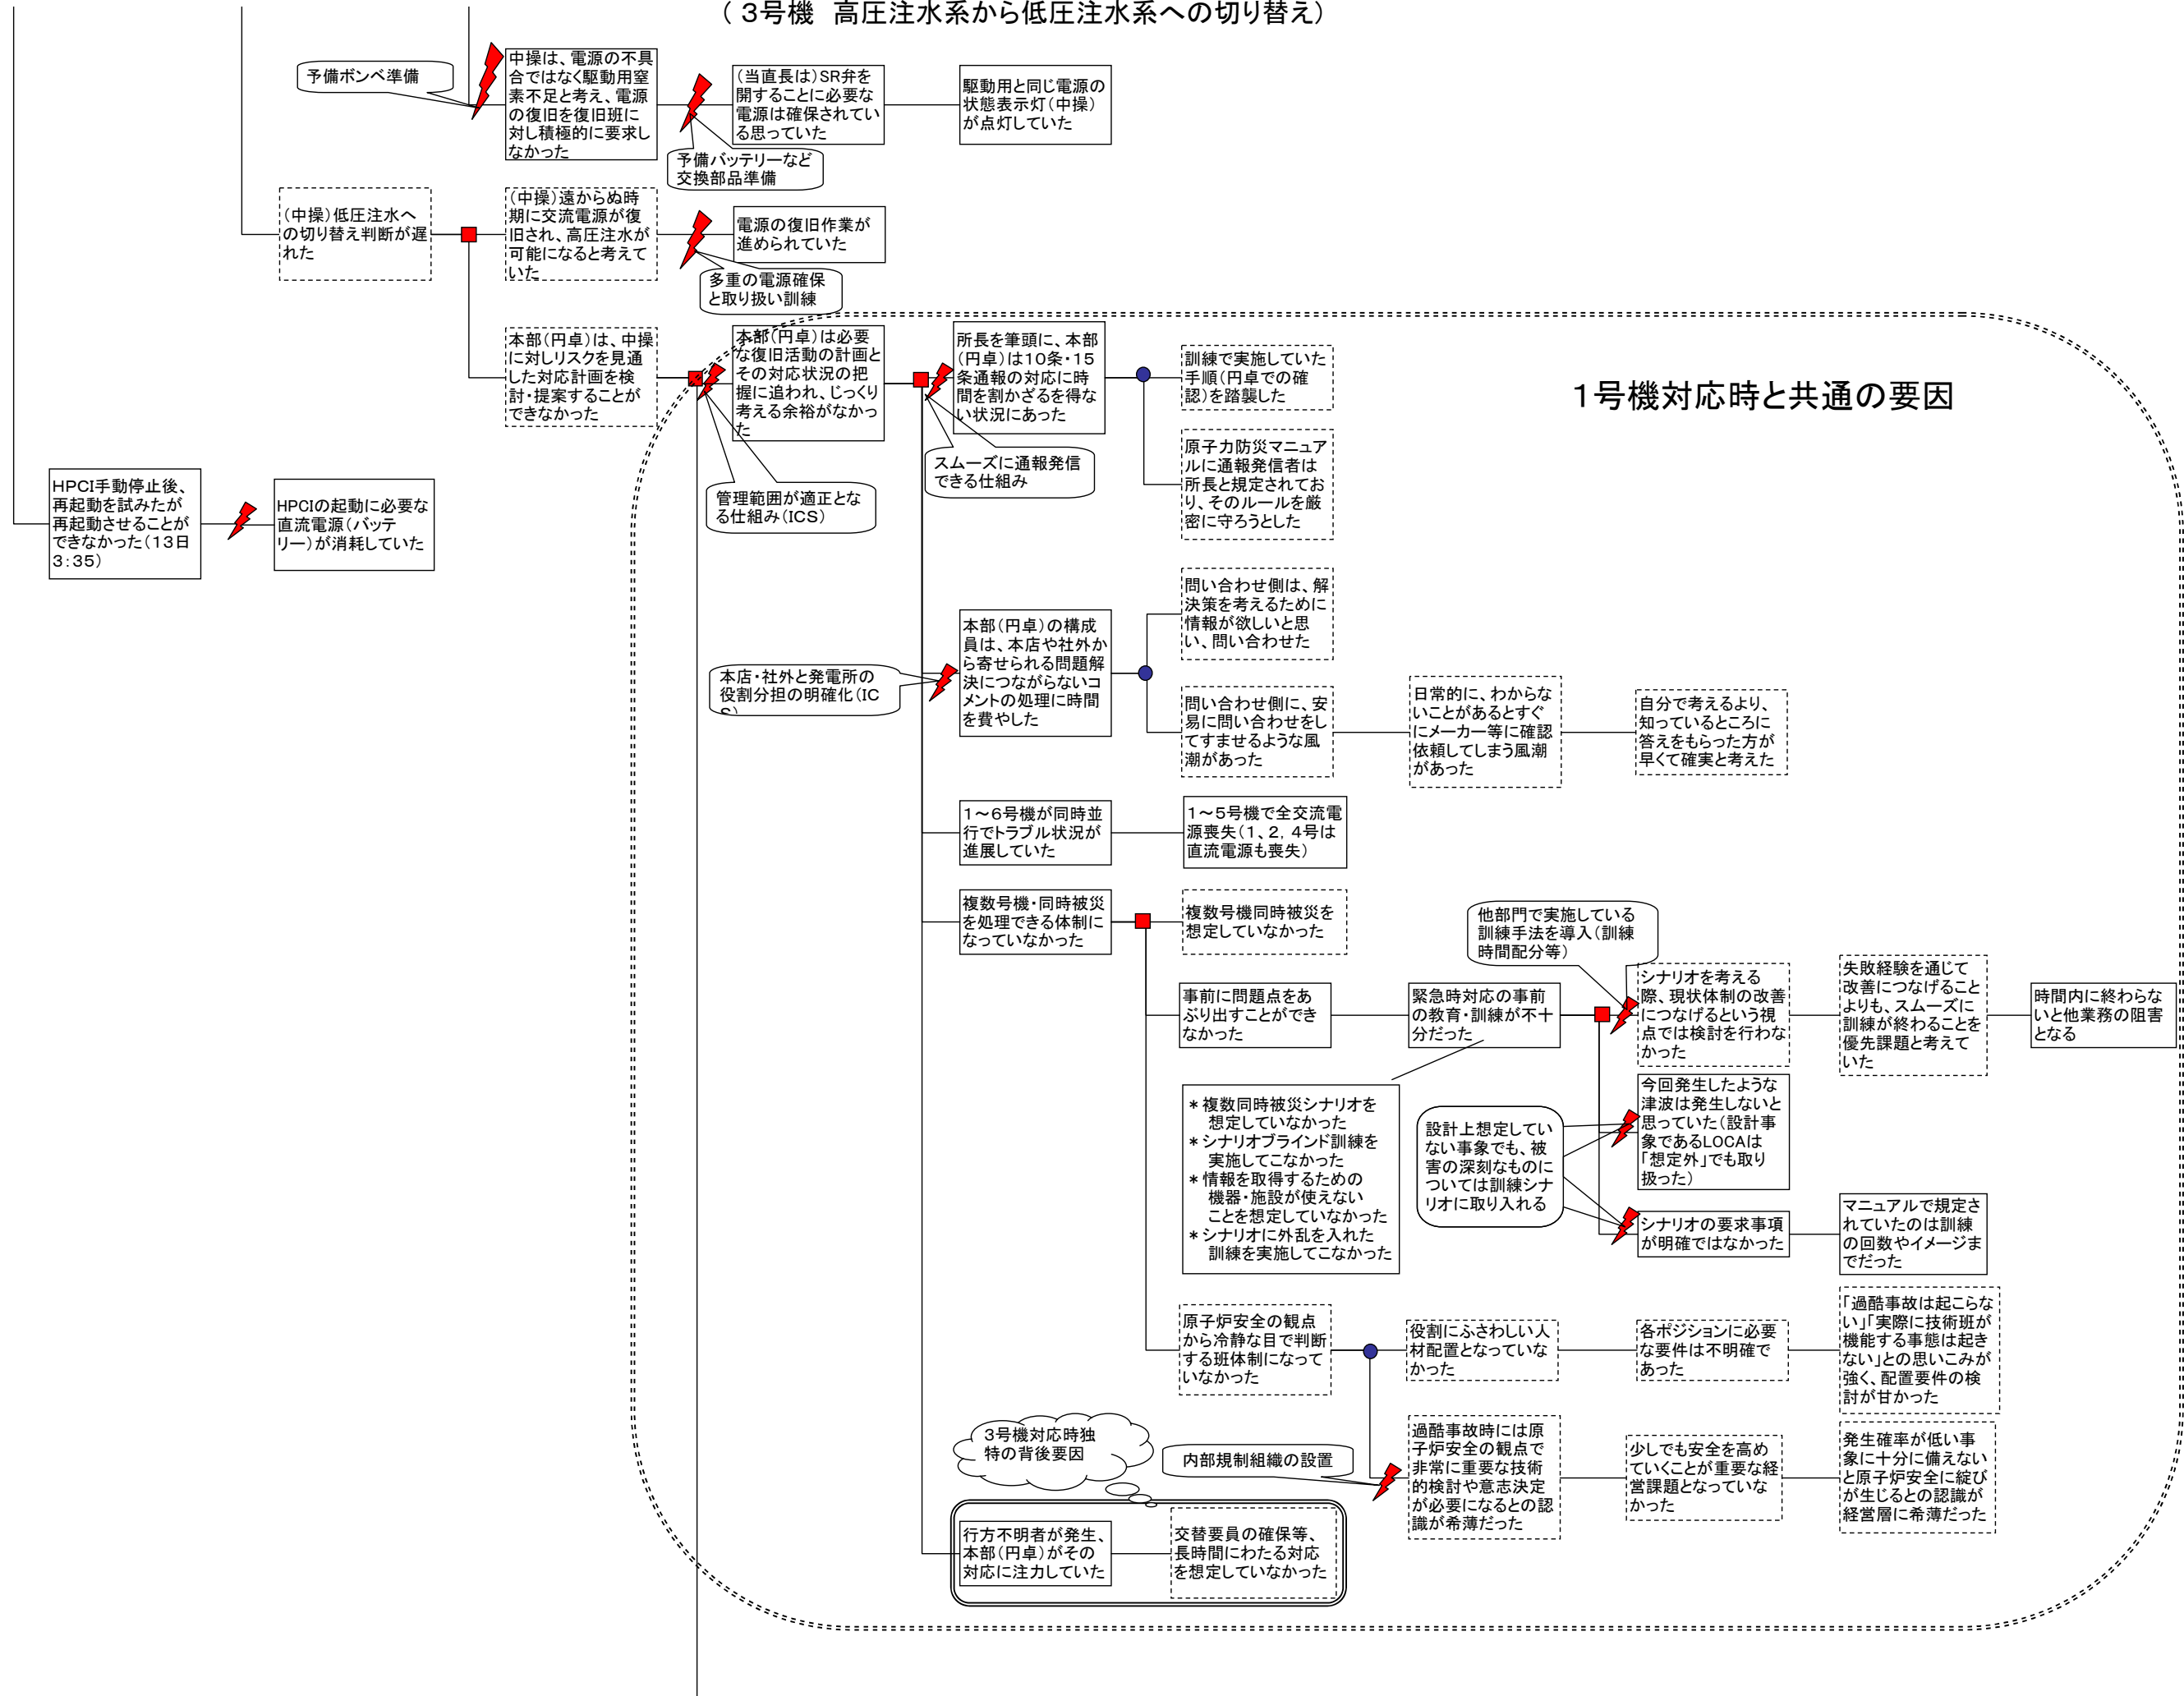 （３号機　高圧注水系から低圧注水系への切り替え）
予備ボンベ準備
中操は、電源の不具
合ではなく駆動用窒
素不足と考え、電源
の復旧を復旧班に
対し積極的に要求し
なかった
（当直長は）SR弁を
開することに必要な
電源は確保されてい
る思っていた
駆動用と同じ電源の
状態表示灯（中操）
が点灯していた
予備バッテリーなど
交換部品準備
（中操）低圧注水へ
の切り替え判断が遅
れた
（中操）遠からぬ時
期に交流電源が復
旧され、高圧注水が
可能になると考えて
いた
電源の復旧作業が
進められていた
多重の電源確保
と取り扱い訓練
本部（円卓）は、中操
に対しリスクを見通
した対応計画を検
討・提案することが
できなかった
本部（円卓）は必要
な復旧活動の計画と
その対応状況の把
握に追われ、じっくり
考える余裕がなかっ
た
所長を筆頭に、本部
（円卓）は１０条・１５
条通報の対応に時
間を割かざるを得な
い状況にあった
訓練で実施していた
手順（円卓での確
認）を踏襲した
１号機対応時と共通の要因
原子力防災マニュア
ルに通報発信者は
所長と規定されてお
り、そのルールを厳
密に守ろうとした
スムーズに通報発信
できる仕組み
管理範囲が適正とな
る仕組み（ICS）
HPCI手動停止後、
再起動を試みたが
再起動させることが
できなかった（１３日
３：３５）
HPCIの起動に必要な
直流電源（バッテ
リー）が消耗していた
問い合わせ側は、解
決策を考えるために
情報が欲しいと思
い、問い合わせた
本部（円卓）の構成
員は、本店や社外か
ら寄せられる問題解
決につながらないコ
メントの処理に時間
を費やした
本店・社外と発電所の
役割分担の明確化（IC
S）
問い合わせ側に、安
易に問い合わせをし
てすませるような風
潮があった
日常的に、わからな
いことがあるとすぐ
にメーカー等に確認
依頼してしまう風潮
があった
自分で考えるより、
知っているところに
答えをもらった方が
早くて確実と考えた
１～６号機が同時並
行でトラブル状況が
進展していた
１～５号機で全交流電
源喪失（１、２，４号は
直流電源も喪失）
複数号機・同時被災
を処理できる体制に
なっていなかった
複数号機同時被災を
想定していなかった
他部門で実施している
訓練手法を導入（訓練
時間配分等）
事前に問題点をあ
ぶり出すことができ
なかった
緊急時対応の事前
の教育・訓練が不十
分だった
シナリオを考える
際、現状体制の改善
につなげるという視
点では検討を行わな
かった
失敗経験を通じて
改善につなげること
よりも、スムーズに
訓練が終わることを
優先課題と考えて
いた
時間内に終わらな
いと他業務の阻害
となる
＊複数同時被災シナリオを
想定していなかった
＊シナリオブラインド訓練を
実施してこなかった
＊情報を取得するための
機器・施設が使えない
ことを想定していなかった
＊シナリオに外乱を入れた
訓練を実施してこなかった
設計上想定してい
ない事象でも、被
害の深刻なものに
ついては訓練シナ
リオに取り入れる
今回発生したような
津波は発生しないと
思っていた（設計事
象であるLOCAは
「想定外」でも取り
扱った）
シナリオの要求事項
が明確ではなかった
マニュアルで規定さ
れていたのは訓練
の回数やイメージま
でだった
原子炉安全の観点
から冷静な目で判断
する班体制になって
いなかった
役割にふさわしい人
材配置となっていな
かった
各ポジションに必要
な要件は不明確で
あった
「過酷事故は起こらな
い」「実際に技術班が
機能する事態は起き
ない」との思いこみが
強く、配置要件の検
討が甘かった
３号機対応時独
特の背後要因
内部規制組織の設置
過酷事故時には原
子炉安全の観点で
非常に重要な技術
的検討や意志決定
が必要になるとの認
識が希薄だった
少しでも安全を高め
ていくことが重要な経
営課題となっていな
かった
発生確率が低い事
象に十分に備えない
と原子炉安全に綻び
が生じるとの認識が
経営層に希薄だった
行方不明者が発生、
本部（円卓）がその
対応に注力していた
交替要員の確保等、
長時間にわたる対応
を想定していなかった